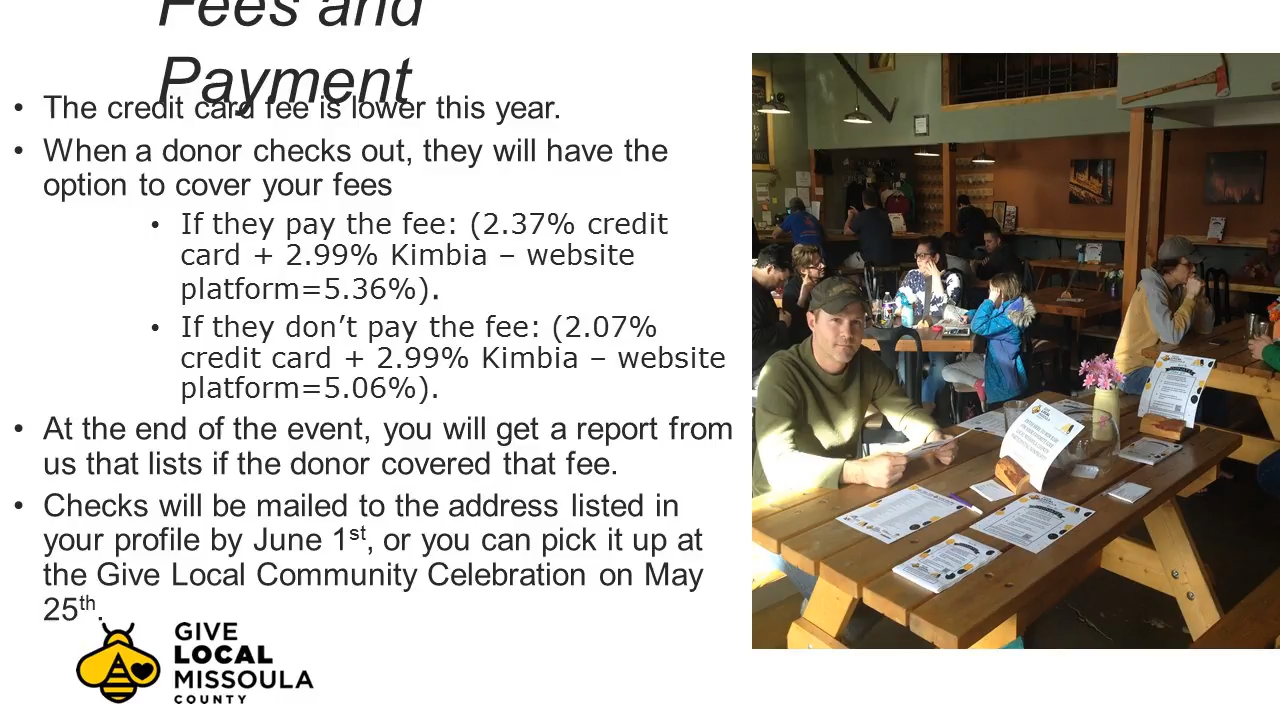 Fees and
Payment
• The credit card fee is lower this year.
• When a donor checks out, they will have the
option to cover your fees
• If they pay the fee: (2.37% credit
card + 2.99% Kimbia – website
platform=5.36%).
• If they don’t pay the fee: (2.07%
credit card + 2.99% Kimbia – website
platform=5.06%).
• At the end of the event, you will get a report from
us that lists if the donor covered that fee.
• Checks will be mailed to the address listed in
your profile by June 1st, or you can pick it up at
the Give Local Community Celebration on May
25th.
GIVE
LOCAL
MISSOULA
COUNTY